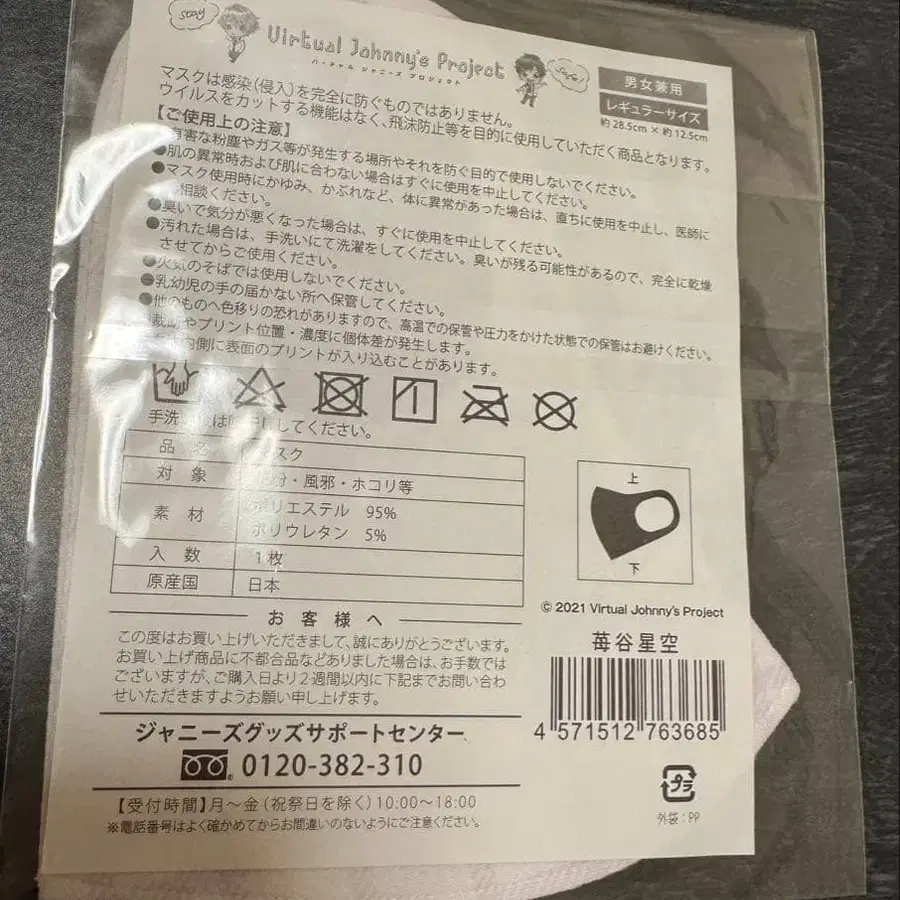 Stay
Virtual Johnny's Project
バーチャル ジャニーズ プロジェクト
Safe!
男女兼用
レギュラーサイズ
約 28.5cm × 約 12.5cm
マスクは感染(侵入)を完全に防ぐものではありません。
ウイルスをカットする機能はなく、飛沫防止等を目的に使用していただく商品となります。
【ご使用上の注意】
有害な粉塵やガス等が発生する場所やそれを防ぐ目的で使用しないでください。
●肌の異常時および肌に合わない場合はすぐに使用を中止してください。
●マスク使用時にかゆみ、かぶれなど、体に異常があった場合は、直ちに使用を中止し、医師に
相談ください。
●臭いで気分が悪くなった場合は、すぐに使用を中止してください。
●汚れた場合は、手洗いにて洗濯をしてください。臭いが残る可能性があるので、完全に乾燥
させてからご使用ください。
●火気のそばでは使用しないでください。
●乳幼児の手の届かない所へ保管してください。
●他のものへ色移りの恐れがありますので、高温での保管や圧力をかけた状態での保管はお避けください。
裁断やプリント位置・濃度に個体差が発生します。
内側に表面のプリントが入り込むことがあります。
手洗い してください。
品 名 スク
対 象 ・風邪・ホコリ等
素 材 ポリエステル 95%
ポリウレタン 5%
入 数 1枚
原産国 日本
上
下
© 2021 Virtual Johnny's Project
苺谷星空
4 571512 763685
お 客 様 へ
この度はお買い上げいただきまして、誠にありがとうございます。
お買い上げ商品に不都合品などありました場合は、お手数では
ございますが、ご購入日より2週間以内に下記までお問い合わ
せいただきますようお願い申し上げます。
ジャニーズグッズサポートセンター
0120-382-310
【受付時間】月～金(祝祭日を除く)10:00～18:00
※電話番号はよく確かめてからお間違いのないようにご注意ください。
プラ
外袋:PP